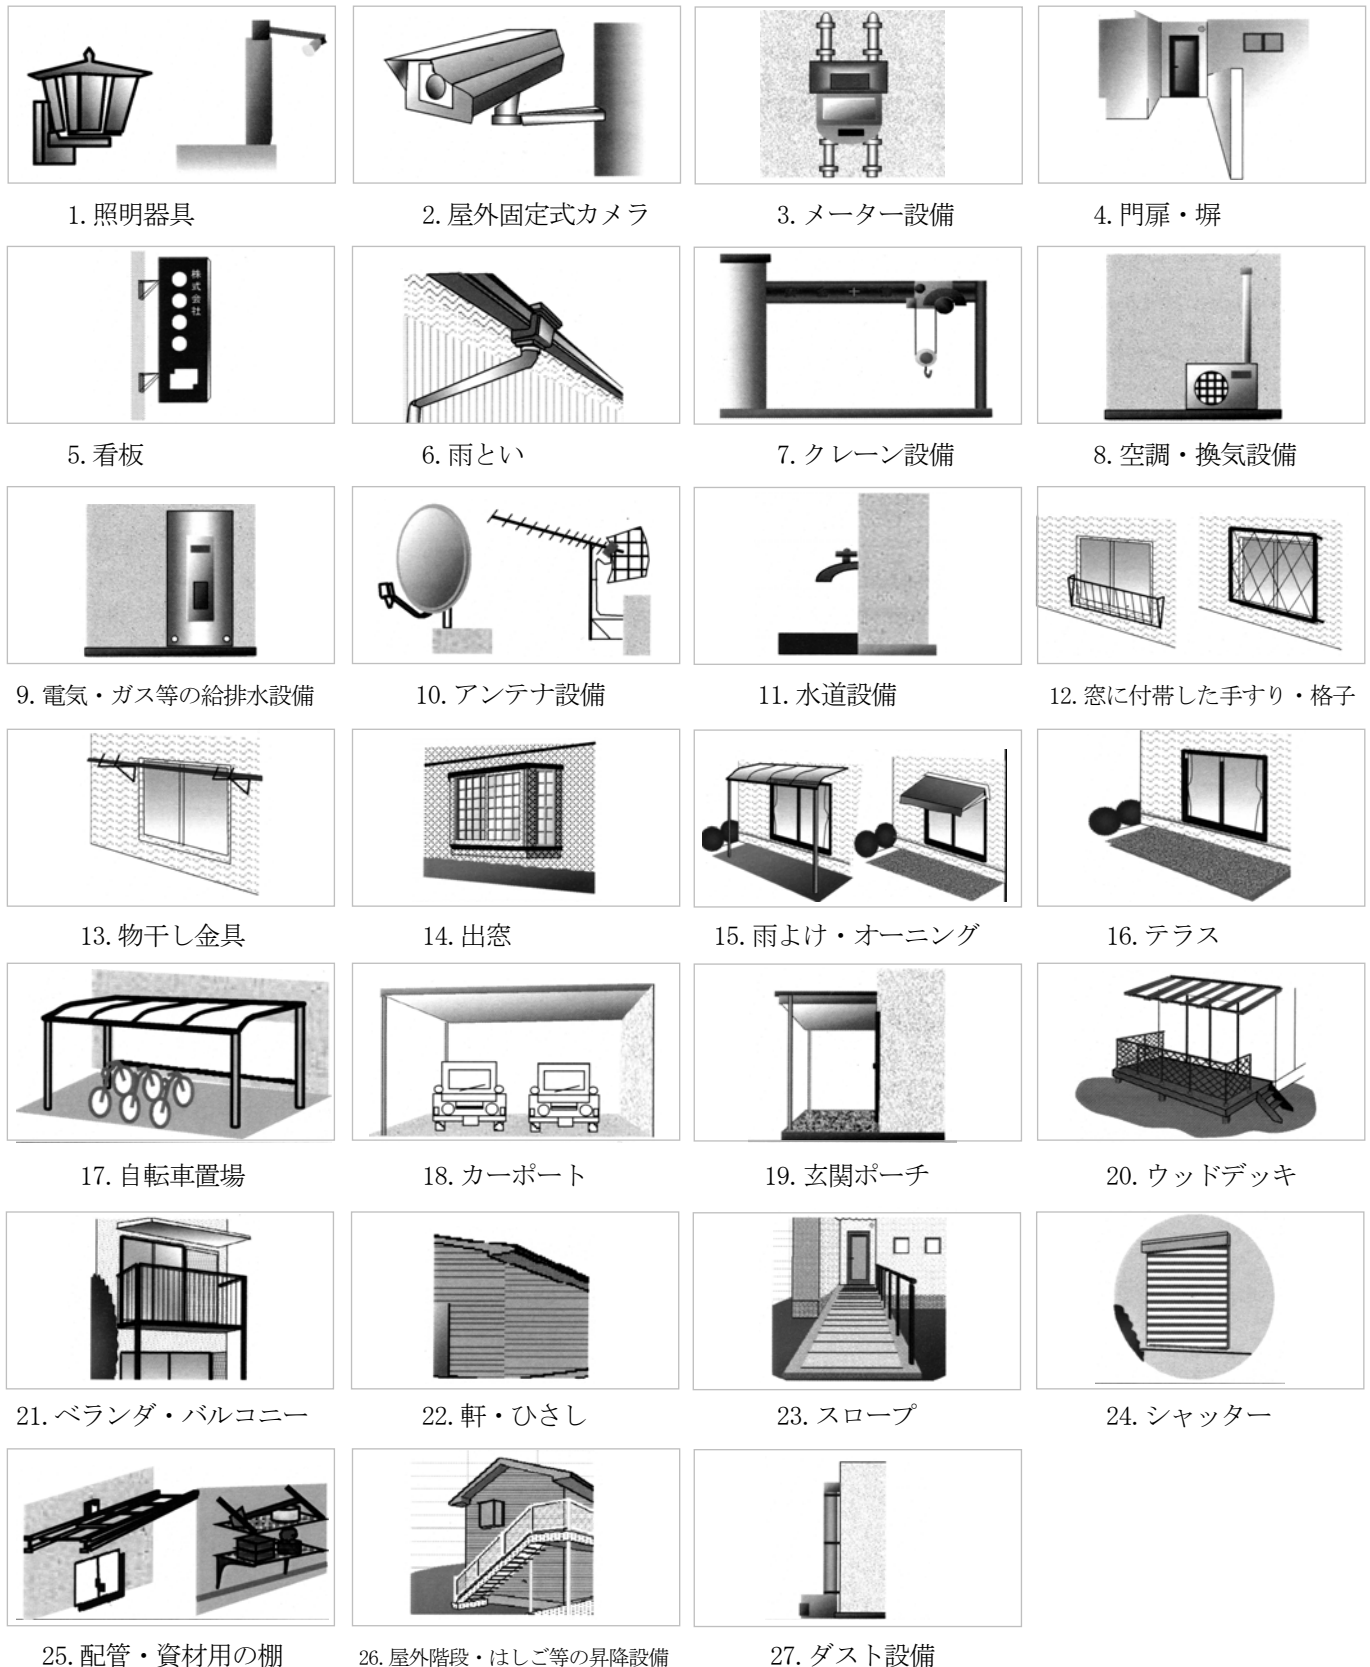 1. 照明器具
2. 屋外固定式カメラ
3. メーター設備
4. 門扉・塀
株式会社
5. 看板
6. 雨とい
7. クレーン設備
8. 空調・換気設備
9. 電気・ガス等の給排水設備
10. アンテナ設備
11. 水道設備
12. 窓に付帯した手すり・格子
13. 物干し金具
14. 出窓
15. 雨よけ・オーニング
16. テラス
17. 自転車置場
18. カーポート
19. 玄関ポーチ
20. ウッドデッキ
21. ベランダ・バルコニー
22. 軒・ひさし
23. スロープ
24. シャッター
25. 配管・資材用の棚
26. 屋外階段・はしご等の昇降設備
27. ダスト設備